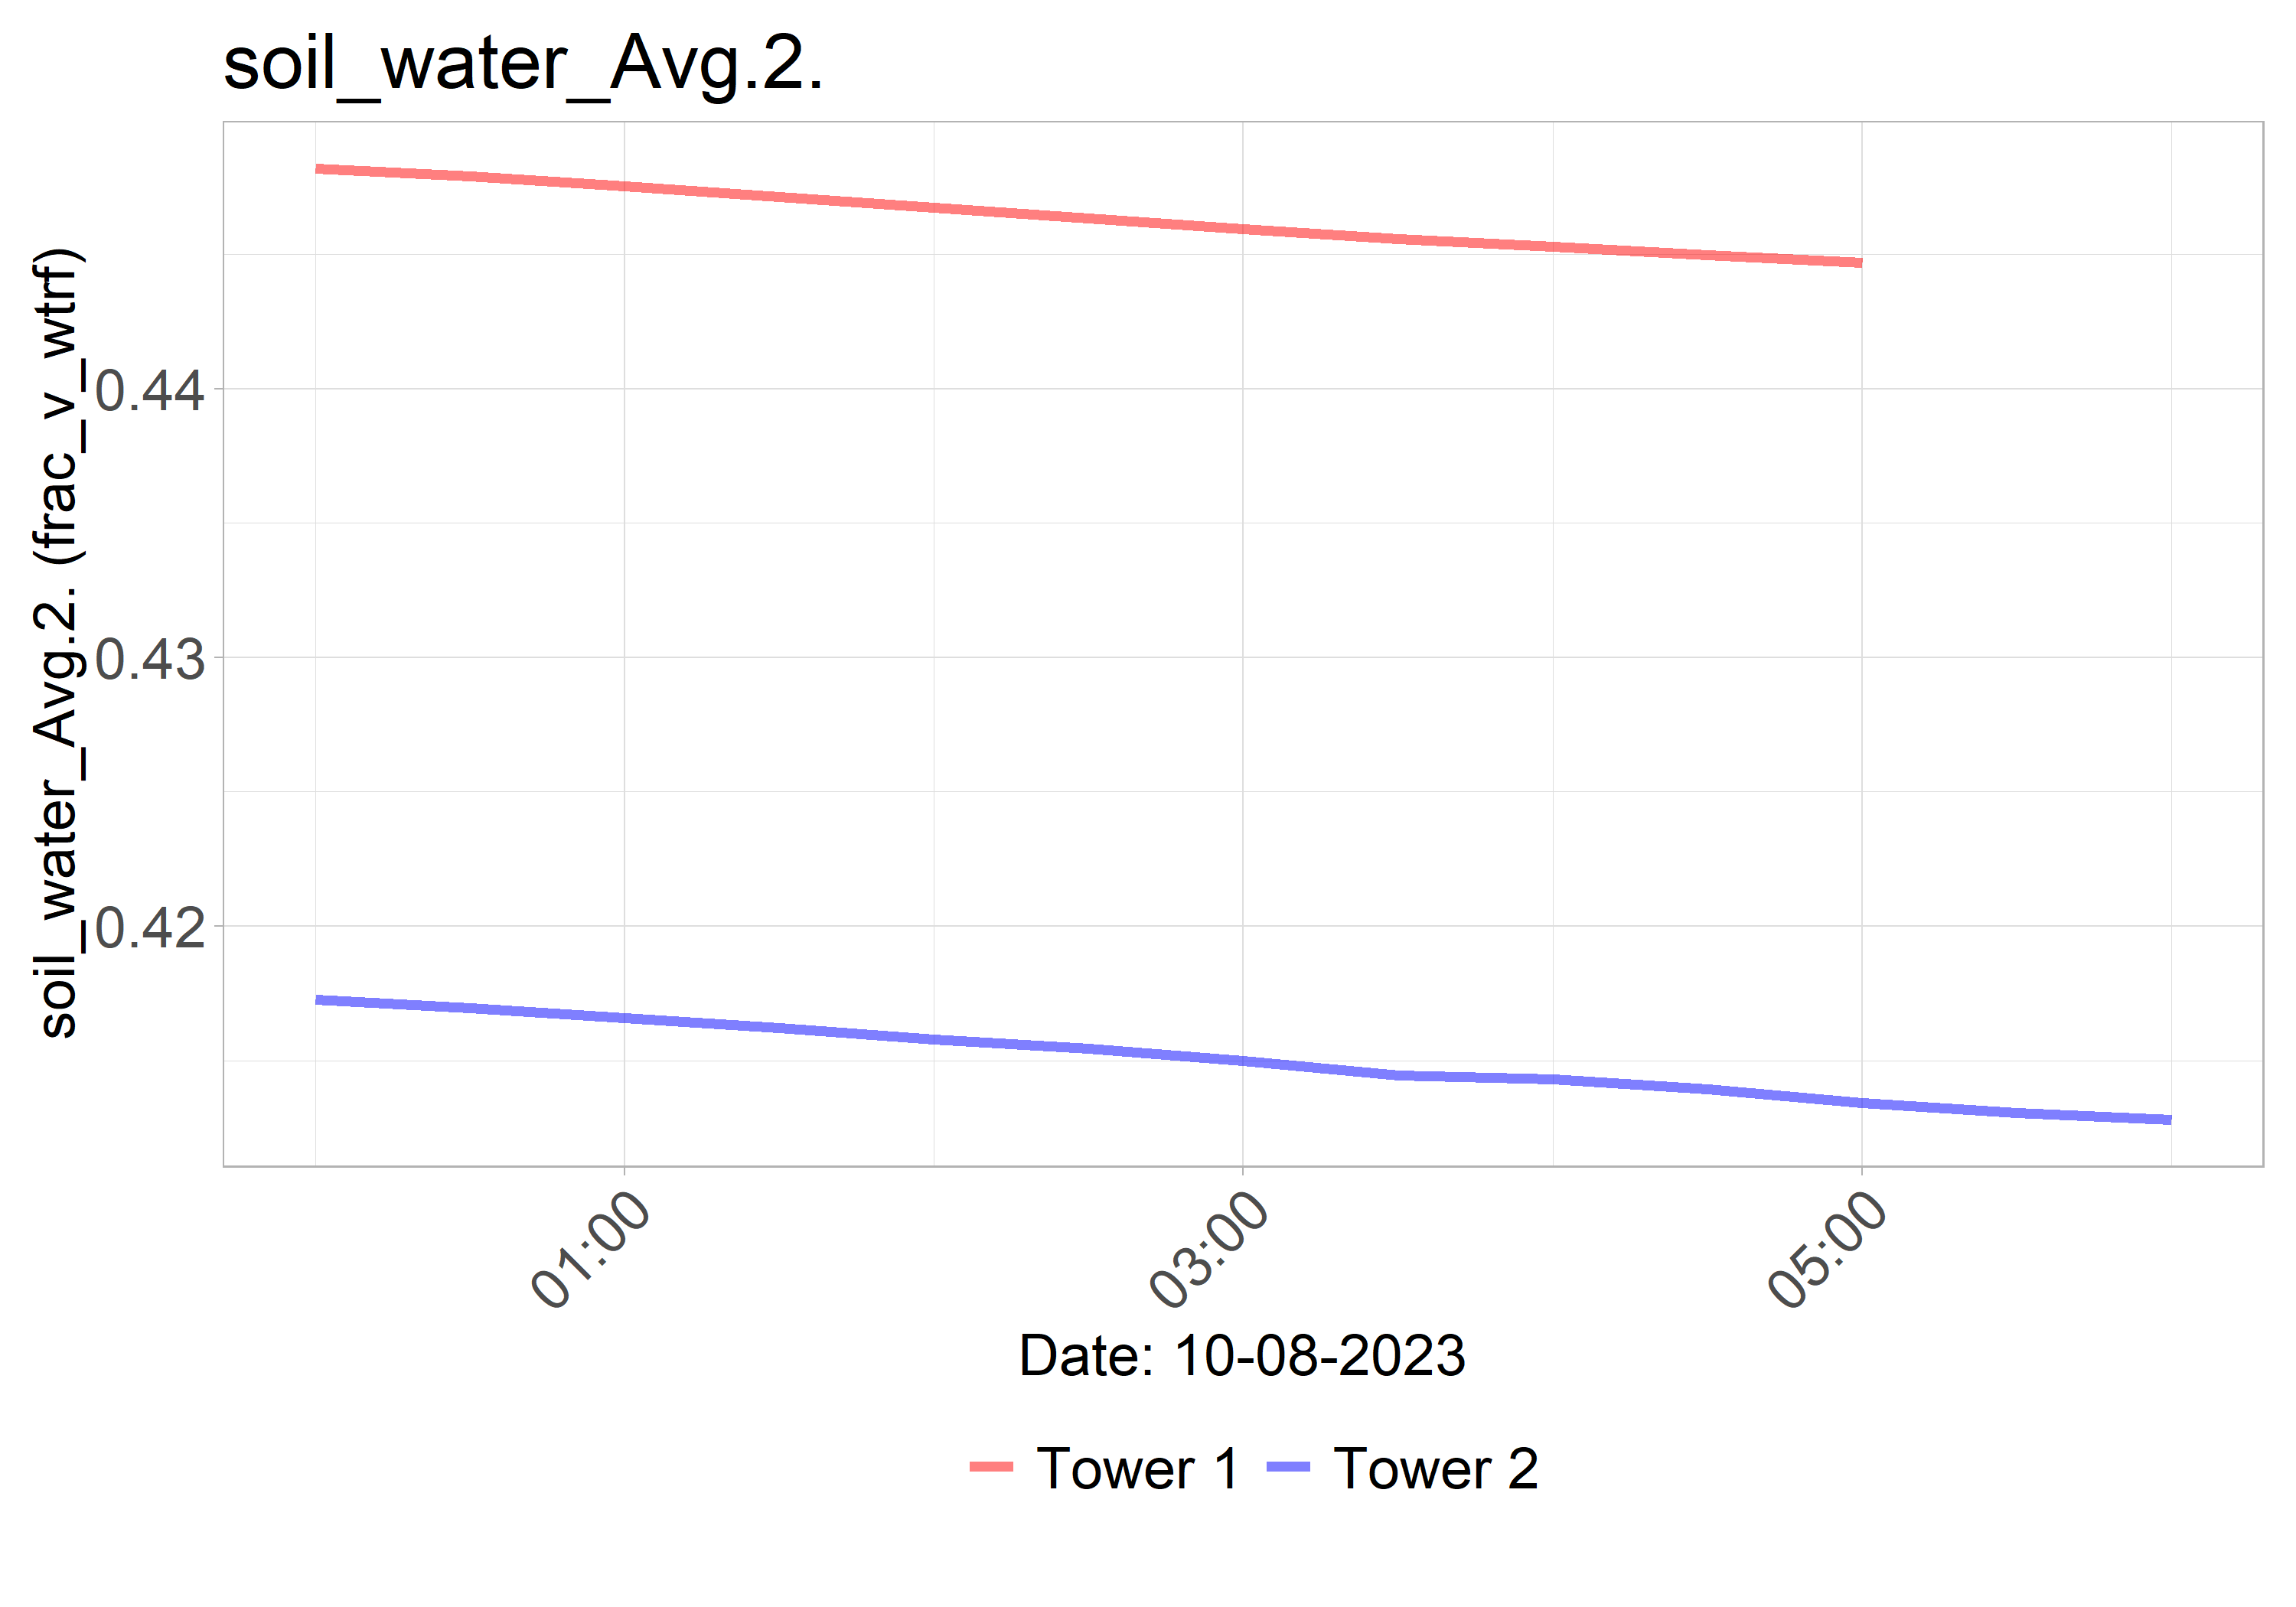 soil_water_Avg.2.
soil_water_Avg.2. (frac_v_wtrf)
0.44
0.43
0.42
01:00
03:00
05:00
Date: 10-08-2023
Tower 1
Tower 2